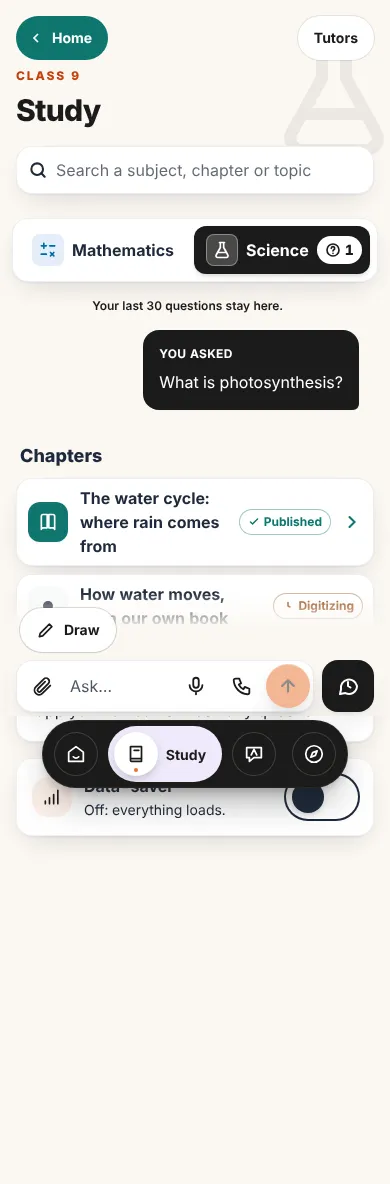 Home
Tutors
CLASS 9
Study
Search a subject, chapter or topic
Mathematics
Science
1
Your last 30 questions stay here.
YOU ASKED
What is photosynthesis?
Chapters
The water cycle:
where rain comes
from
Published
How water moves,
our own book
Digitizing
Draw
Ask...
Study
Off: everything loads.